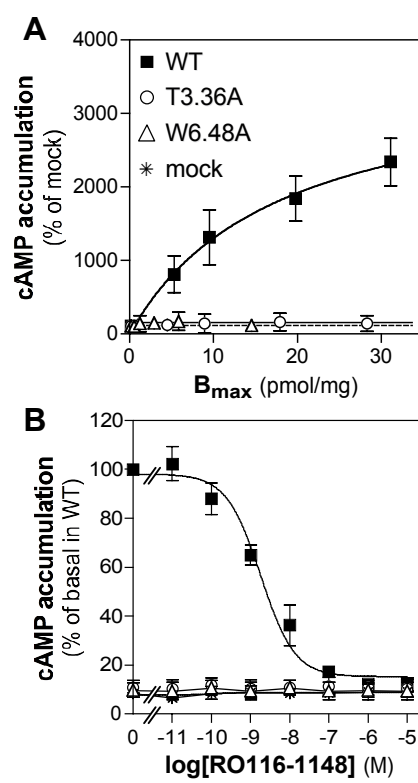 A
4000
3000
2000
1000
0
cAMP accumulation
(% of mock)
WT
T3.36A
W6.48A
mock
0 10 20 30
Bmax (pmol/mg)
B
120
100
80
60
40
20
0
cAMP accumulation
(% of basal in WT)
0 -11 -10 -9 -8 -7 -6 -5
log[RO116-1148] (M)